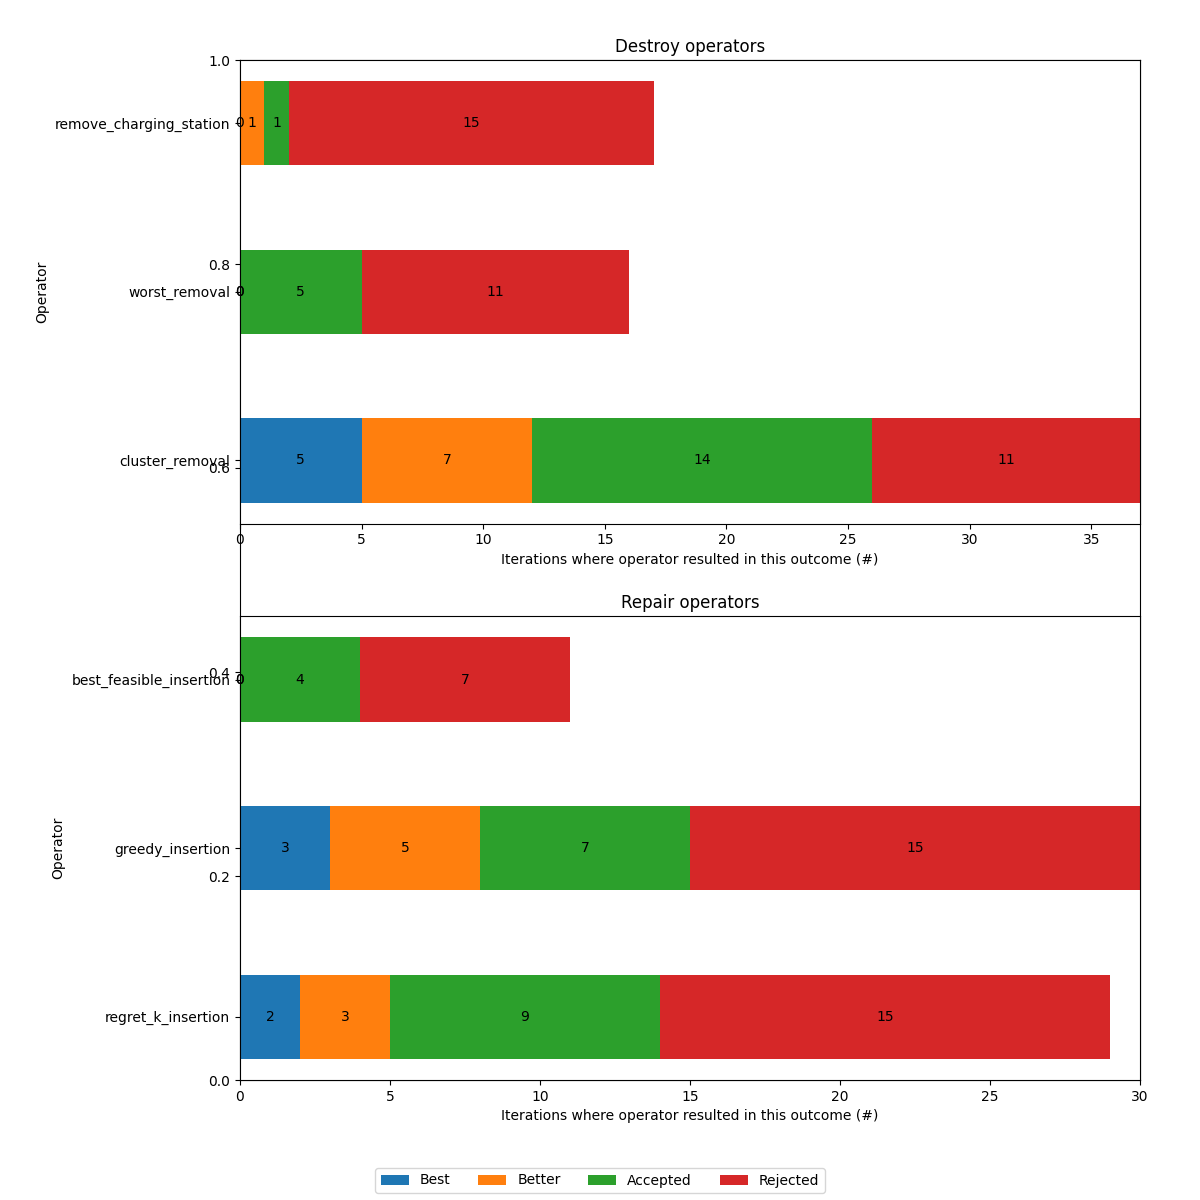 Destroy operators
1.0
remove_charging_station 0 1 1 15
0.8
worst_removal 0 5 11
Operator
cluster_removal 5 7 14 11
0.6
0 5 10 15 20 25 30 35
Iterations where operator resulted in this outcome (#)
Repair operators
0.4
best_feasible_insertion 0 4 7
greedy_insertion 3 5 7 15
Operator
0.2
regret_k_insertion 2 3 9 15
0.0
0 5 10 15 20 25 30
Iterations where operator resulted in this outcome (#)
Best Better Accepted Rejected